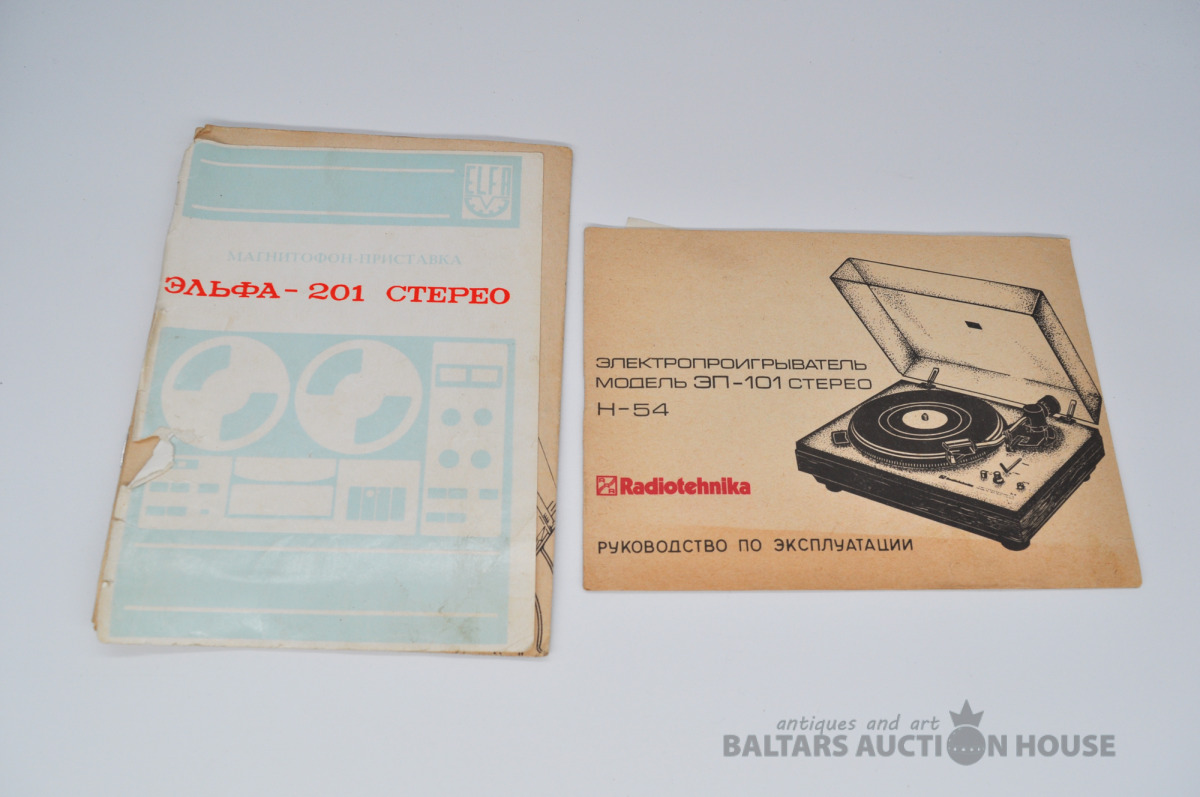 ELFA
МАГНИТОФОН-ПРИСТАВКА
ЭЛЬФА - 201 СТЕРЕО
ЭЛЕКТРОПРОИГРЫВАТЕЛЬ
МОДЕЛЬ ЭП-101 СТЕРЕО
Н-54
Radiotehnika
РУКОВОДСТВО ПО ЭКСПЛУАТАЦИИ
antiques and art
BALTARS AUCTION HOUSE